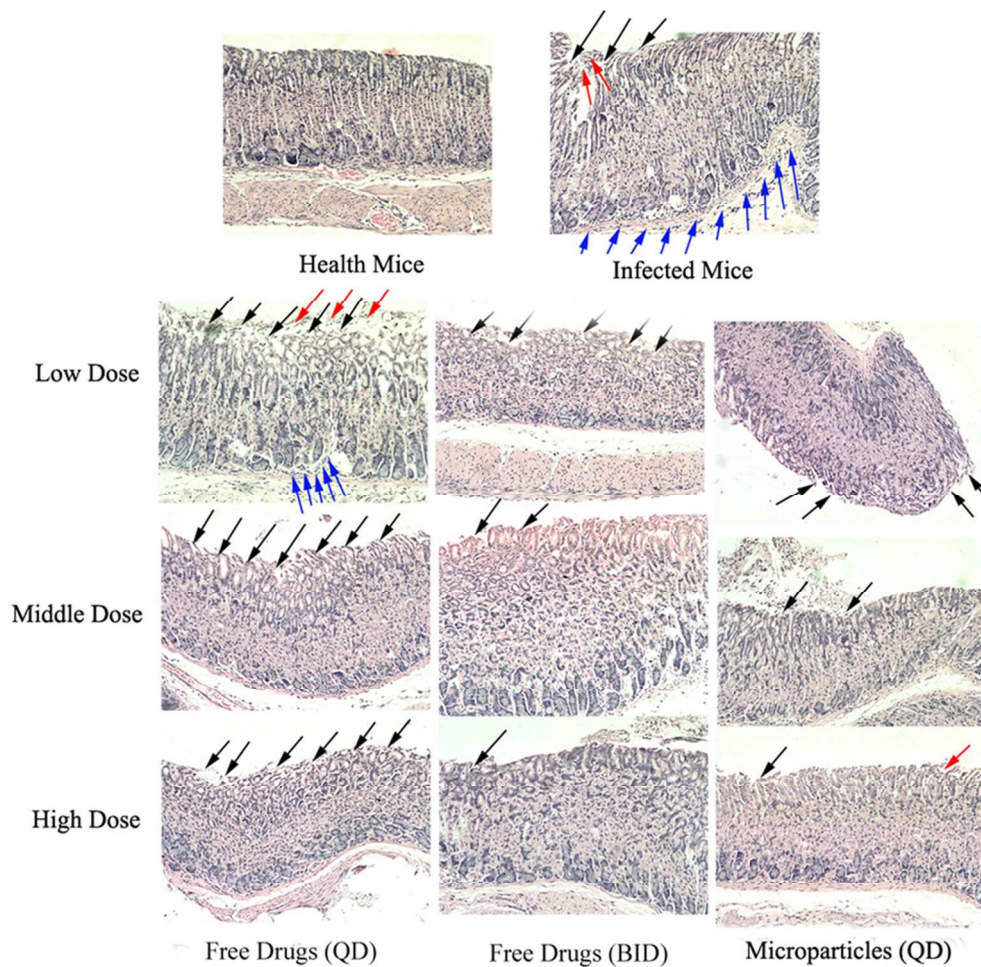 Health Mice
Infected Mice
Low Dose
Middle Dose
High Dose
Free Drugs (QD)
Free Drugs (BID)
Microparticles (QD)